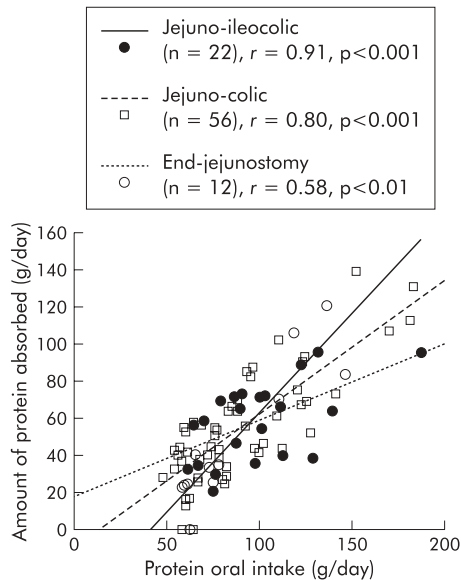 Jejuno-ileocolic
(n = 22), r = 0.91, p<0.001
Jejuno-colic
(n = 56), r = 0.80, p<0.001
End-jejunostomy
(n = 12), r = 0.58, p<0.01
Amount of protein absorbed (g/day)
160
140
120
100
80
60
40
20
0
0
50
100
150
200
Protein oral intake (g/day)